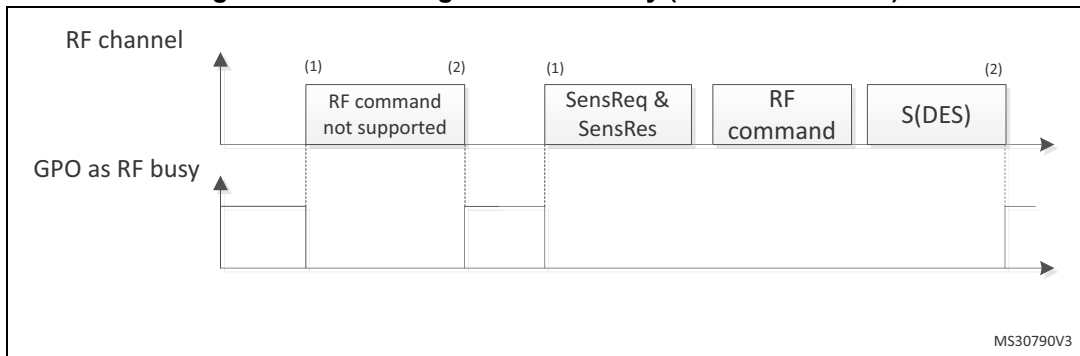 RF channel
(1) (2) (1) (2)
RF command
not supported
SensReq &
SensRes
RF
command
S(DES)
GPO as RF busy
MS30790V3